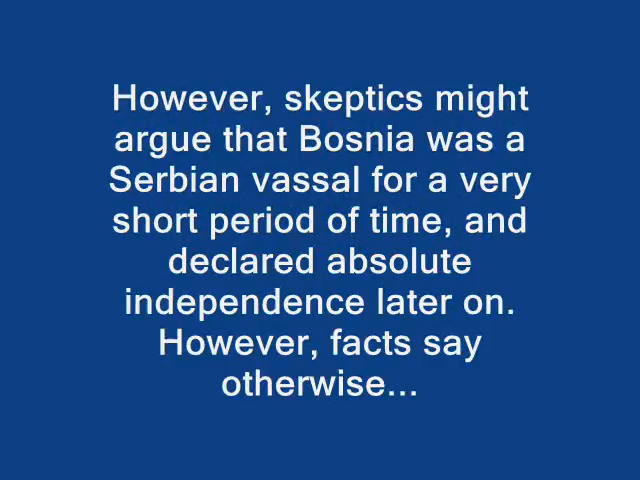 However, skeptics might
argue that Bosnia was a
Serbian vassal for a very
short period of time, and
declared absolute
independence later on.
However, facts say
otherwise...